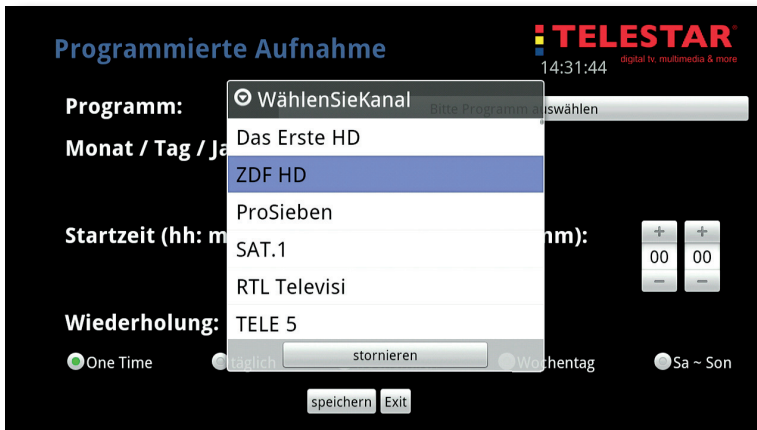 Programmierte Aufnahme
TELESTAR
digital tv, multimedia & more
14:31:44
Programm:
Bitte Programm auswählen
Monat / Tag / Ja
Startzeit (hh: m
nm):
+ +
00 00
- -
Wiederholung:
One Time
täglich
Wochentag
Sa ~ Son
speichern Exit
WählenSieKanal
Das Erste HD
ZDF HD
ProSieben
SAT.1
RTL Televisi
TELE 5
stornieren